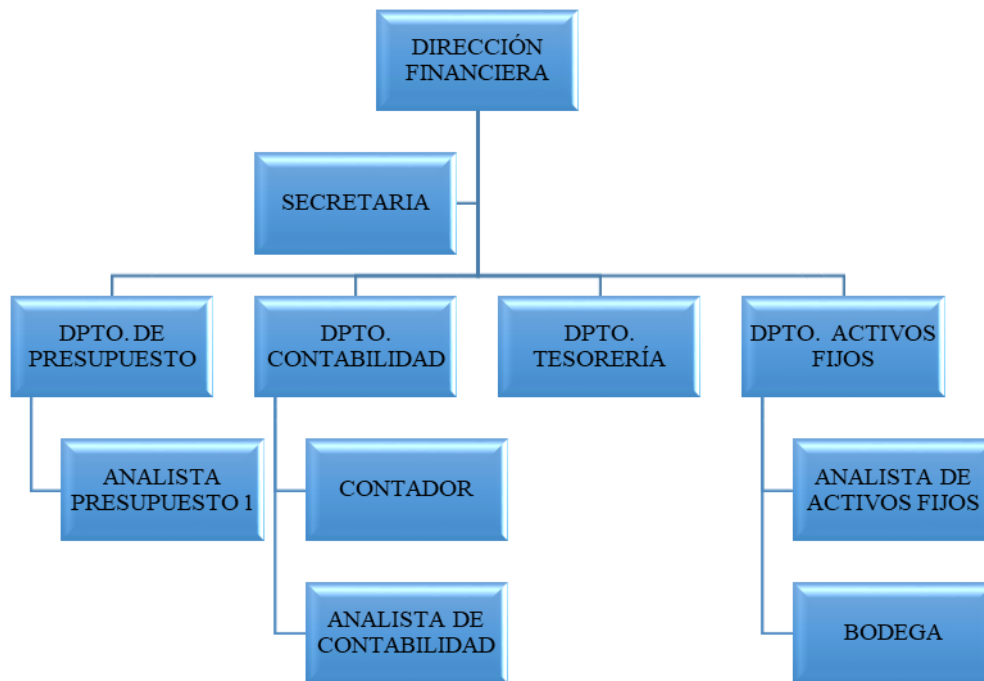 DIRECCIÓN
FINANCIERA
SECRETARIA
DPTO. DE
PRESUPUESTO
DPTO.
CONTABILIDAD
DPTO.
TESORERÍA
DPTO. ACTIVOS
FIJOS
ANALISTA
PRESUPUESTO 1
CONTADOR
ANALISTA DE
ACTIVOS FIJOS
ANALISTA DE
CONTABILIDAD
BODEGA